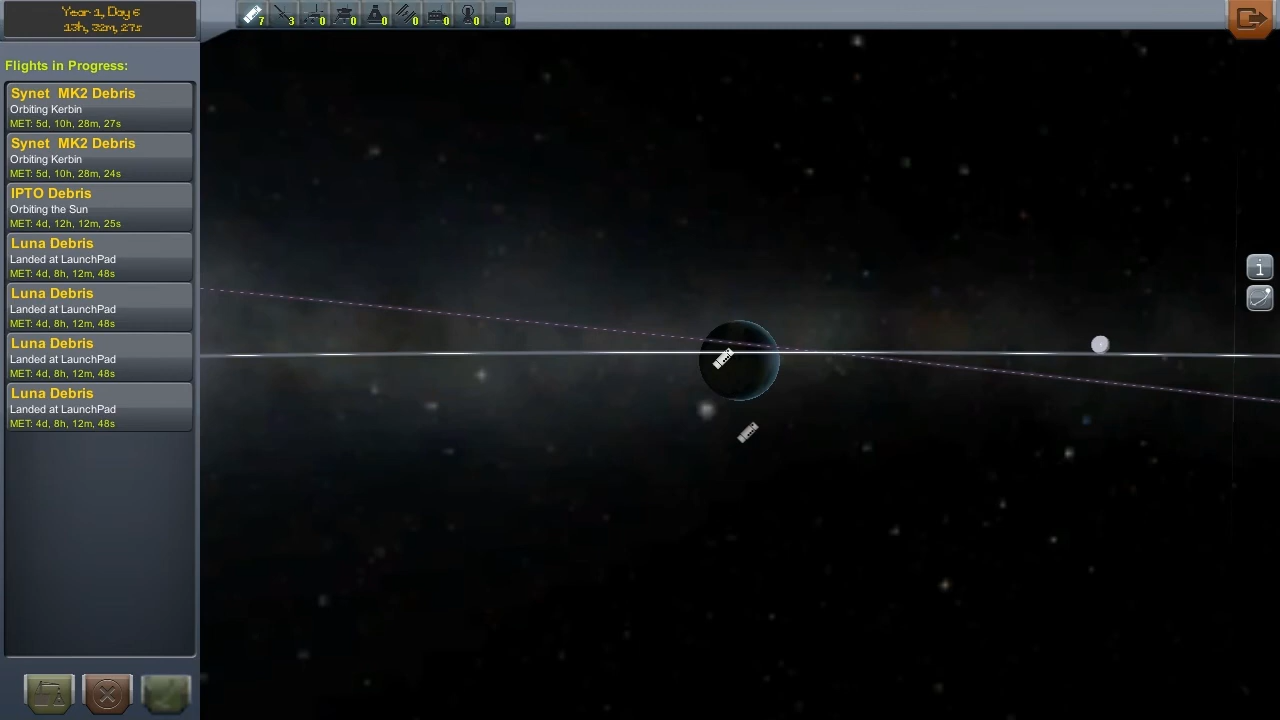 Year 1, Day 6
13h, 32m, 27s
7 3 0 0 0 0 0 0 0
Flights in Progress:
Synet MK2 Debris
Orbiting Kerbin
MET: 5d, 10h, 28m, 27s
Synet MK2 Debris
Orbiting Kerbin
MET: 5d, 10h, 28m, 24s
IPTO Debris
Orbiting the Sun
MET: 4d, 12h, 12m, 25s
Luna Debris
Landed at LaunchPad
MET: 4d, 8h, 12m, 48s
Luna Debris
Landed at LaunchPad
MET: 4d, 8h, 12m, 48s
Luna Debris
Landed at LaunchPad
MET: 4d, 8h, 12m, 48s
Luna Debris
Landed at LaunchPad
MET: 4d, 8h, 12m, 48s